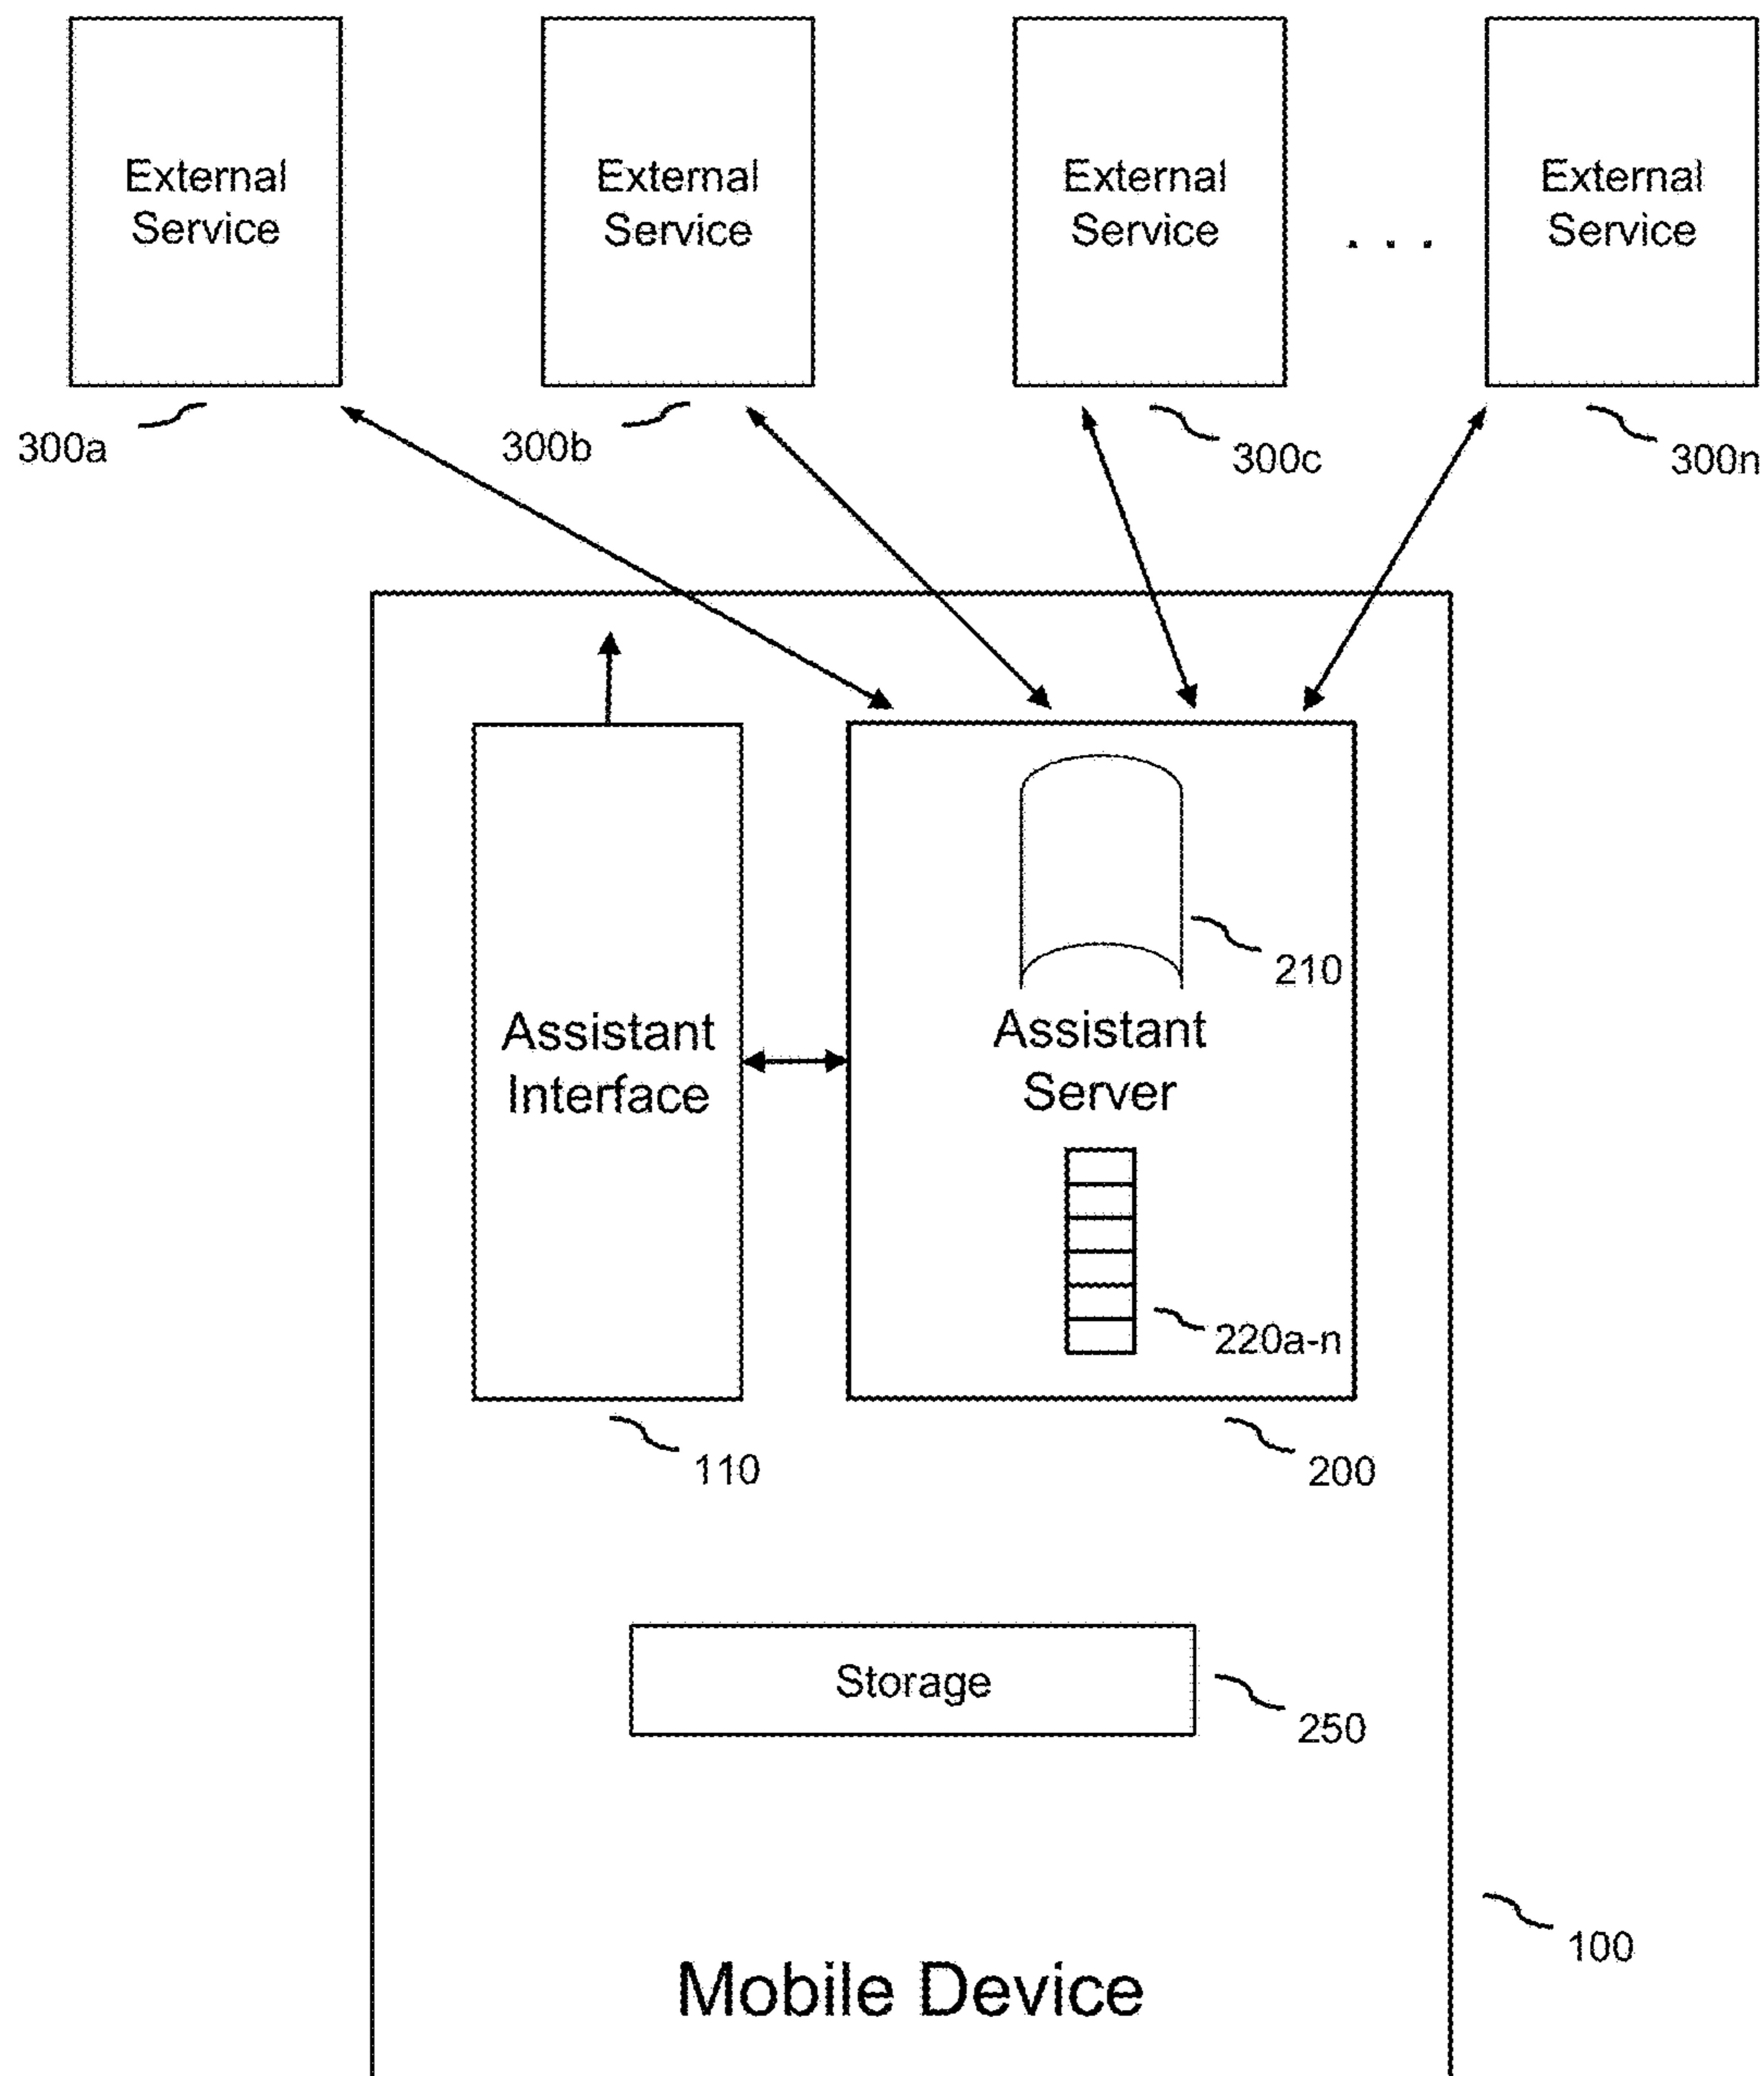 External
Service
External
Service
External
Service
. . .
External
Service
300a
300b
300c
300n
210
Assistant
Interface
Assistant
Server
220a-n
110
200
Storage
250
100
Mobile Device